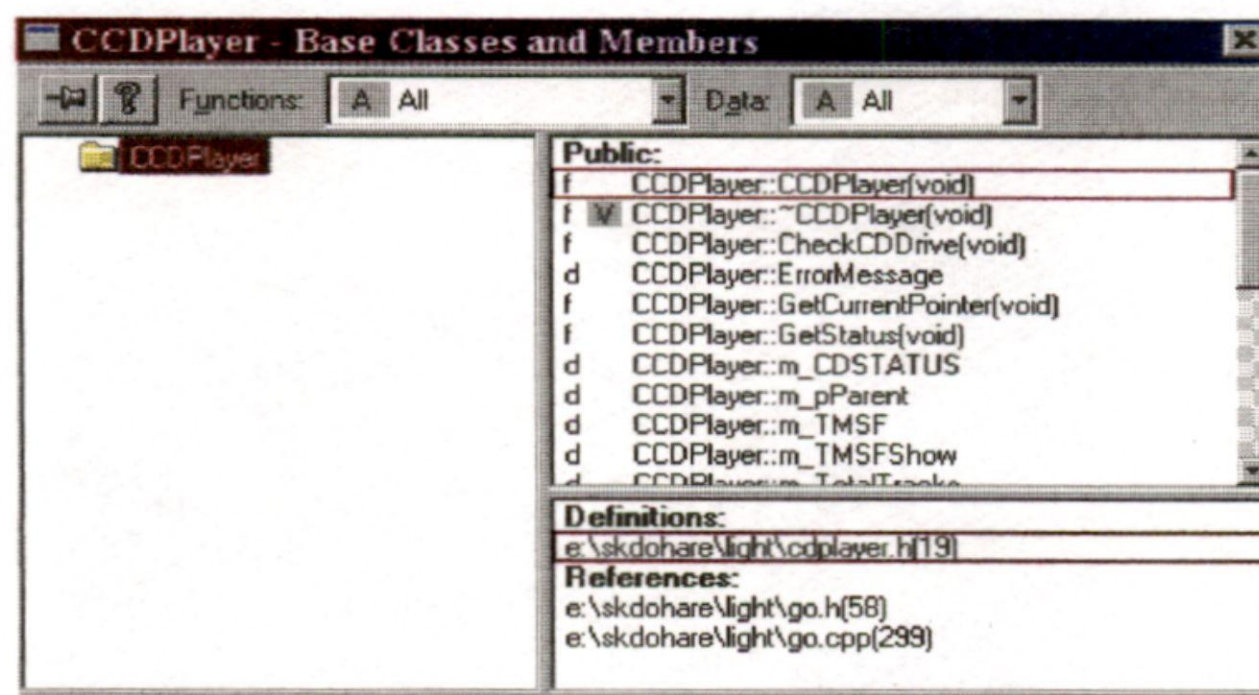 CCDPlayer - Base Classes and Members
Functions: A All Data: A All
CCDPlayer
Public:
f CCDPlayer::CCDPlayer(void)
f V CCDPlayer::~CCDPlayer(void)
f CCDPlayer::CheckCDDrive(void)
d CCDPlayer::ErrorMessage
f CCDPlayer::GetCurrentPointer(void)
f CCDPlayer::GetStatus(void)
d CCDPlayer::m_CDSTATUS
d CCDPlayer::m_pParent
d CCDPlayer::m_TMSF
d CCDPlayer::m_TMSFShow
d CCDPlayer::m_TotalTracks
Definitions:
e:\skdohare\light\cdplayer.h(19)
References:
e:\skdohare\light\go.h(58)
e:\skdohare\light\go.cpp(299)